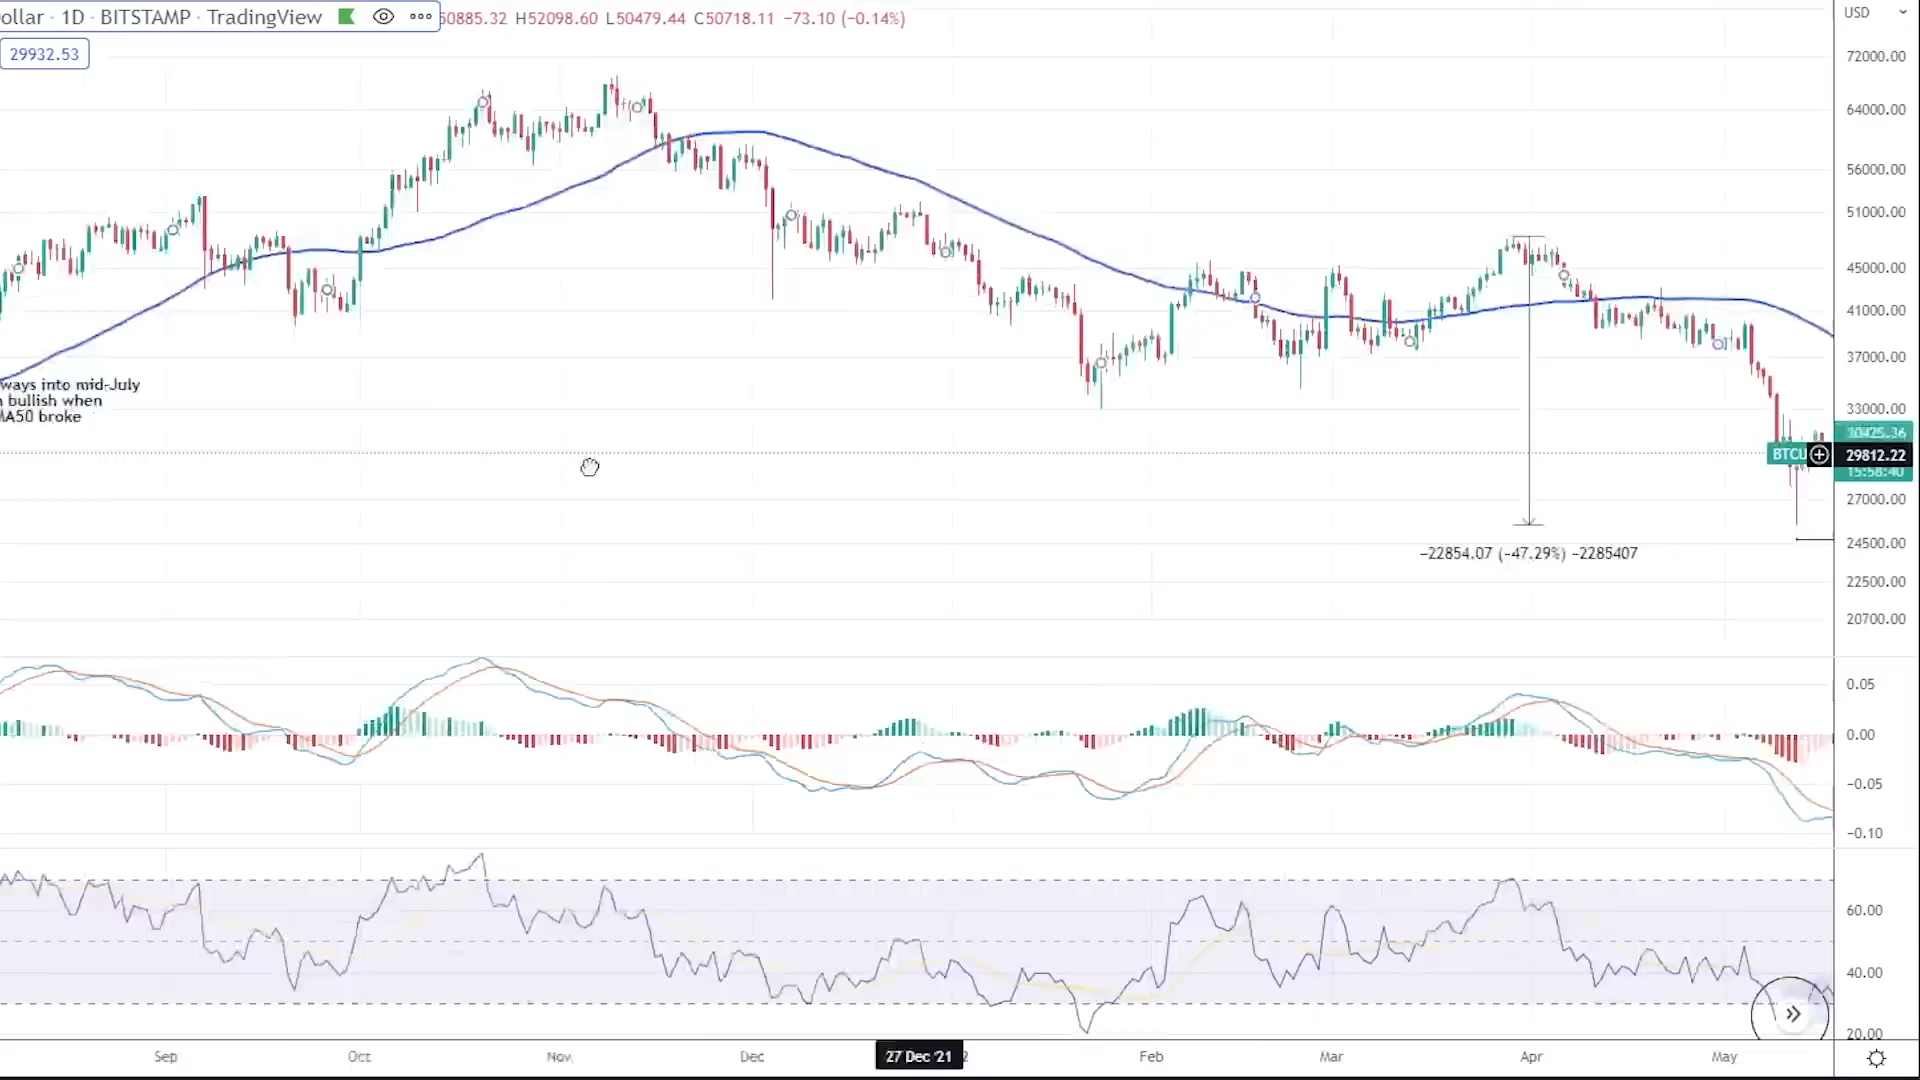 ollar · 1D · BITSTAMP · TradingView
50885.32 H52098.60 L50479.44 C50718.11 −73.10 (−0.14%)
USD
29932.53
72000.00
64000.00
56000.00
51000.00
45000.00
41000.00
37000.00
ways into mid-July
bullish when
MA50 broke
33000.00
30425.36
BTCU
29812.22
15:58:40
27000.00
24500.00
−22854.07 (−47.29%) −2285407
22500.00
20700.00
0.05
0.00
−0.05
−0.10
60.00
40.00
20.00
Sep
Oct
Nov
Dec
27 Dec '21
2
Feb
Mar
Apr
May